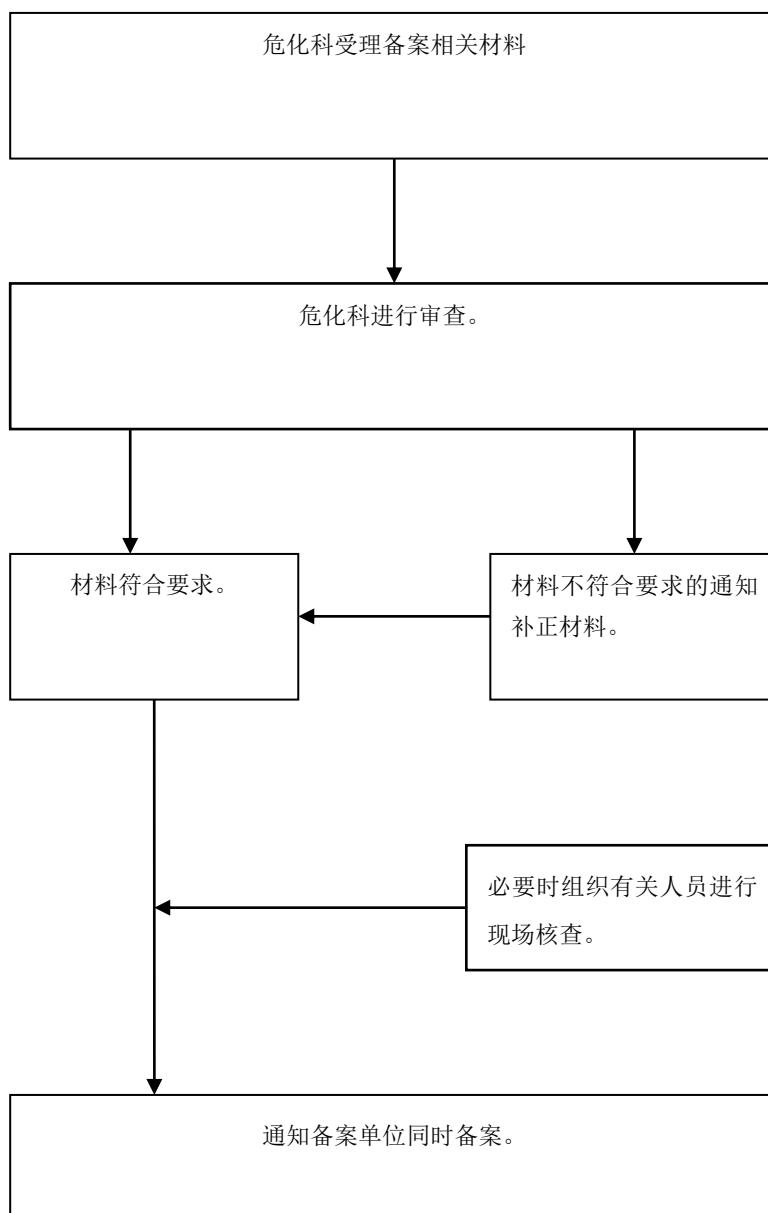 危化科受理备案相关材料
危化科进行审查。
材料符合要求。
材料不符合要求的通知
补正材料。
必要时组织有关人员进行
现场核查。
通知备案单位同时备案。